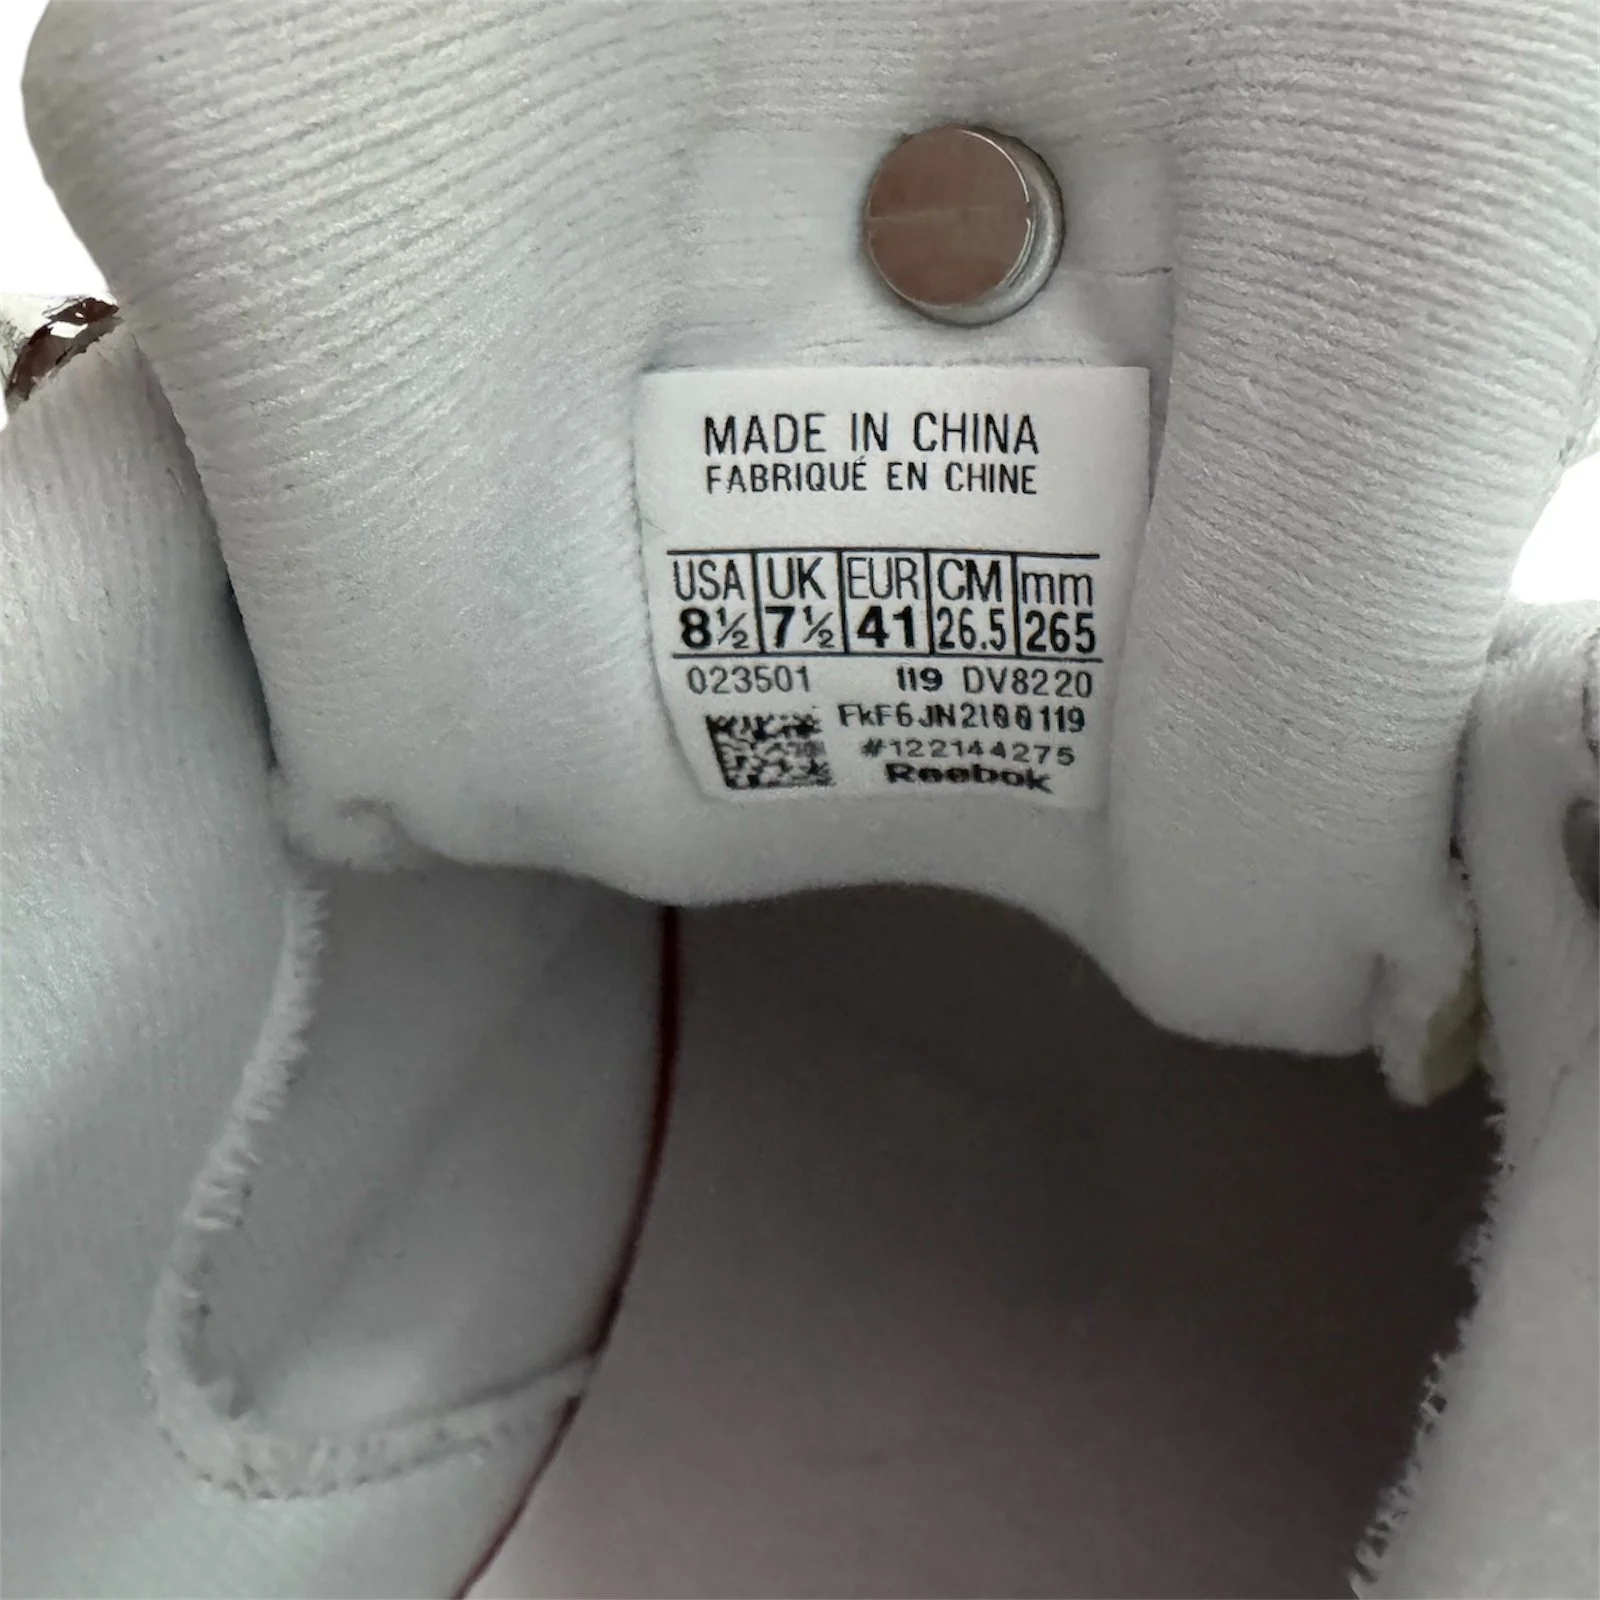 MADE IN CHINA
FABRIQUÉ EN CHINE
USA UK EUR CM mm
8½ 7½ 41 26.5 265
023501 119 DV8220
FkF6JN2100119
#122144275
Reebok